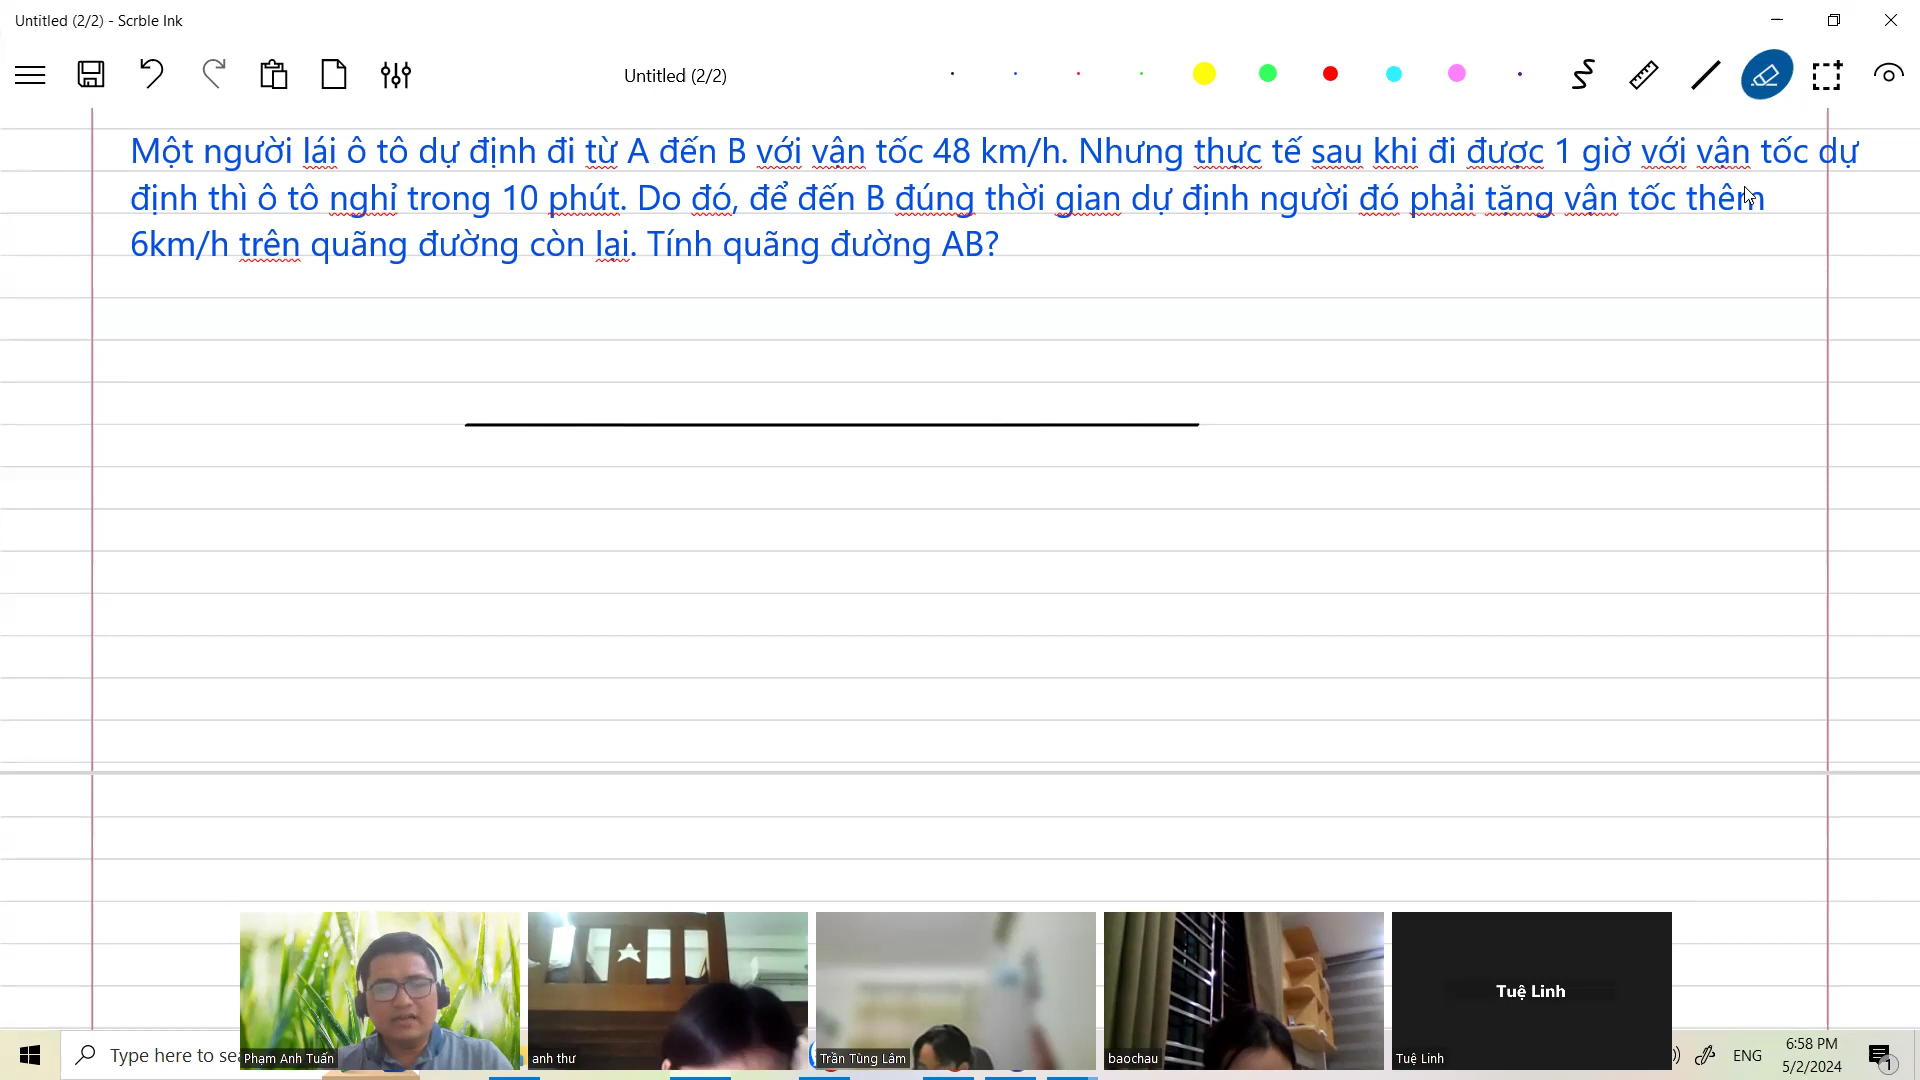 Untitled (2/2) - Scrble Ink
Untitled (2/2)
Một người lái ô tô dự định đi từ A đến B với vận tốc 48 km/h. Nhưng thực tế sau khi đi được 1 giờ với vận tốc dự
định thì ô tô nghỉ trong 10 phút. Do đó, để đến B đúng thời gian dự định người đó phải tặng vận tốc thêm
6km/h trên quãng đường còn lại. Tính quãng đường AB?
Tuệ Linh
Phạm Anh Tuấn
anh thư
Trần Tùng Lâm
baochau
Tuệ Linh
Type here to se
ENG
6:58 PM
5/2/2024
1